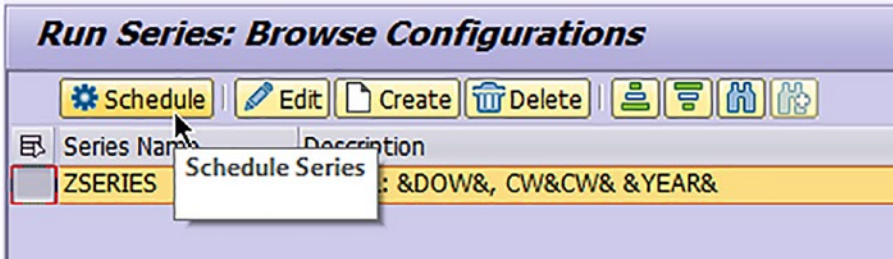 Run Series: Browse Configurations
Schedule Edit Create Delete
Series Name Description
Schedule Series
ZSERIES : &DOW&, CW&CW& &YEAR&